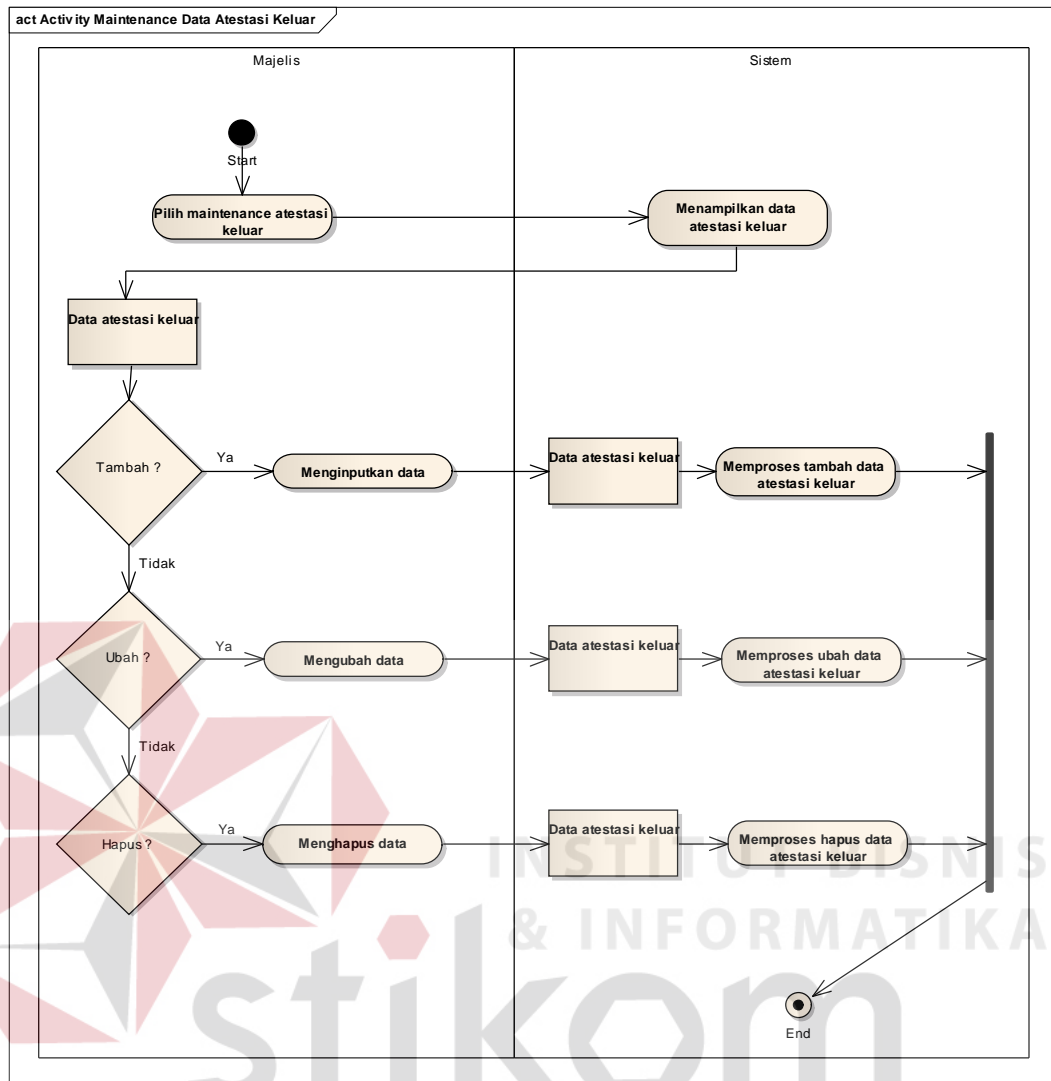 act Activity Maintenance Data Atestasi Keluar
Majelis
Sistem
Start
Pilih maintenance atestasi
keluar
Menampilkan data
atestasi keluar
Data atestasi keluar
Tambah ?
Ya
Menginputkan data
Data atestasi keluar
Memproses tambah data
atestasi keluar
Tidak
Ubah ?
Ya
Mengubah data
Data atestasi keluar
Memproses ubah data
atestasi keluar
Tidak
Hapus ?
Ya
Menghapus data
Data atestasi keluar
Memproses hapus data
atestasi keluar
INSTITUT BISNIS
& INFORMATIKA
stikom
End